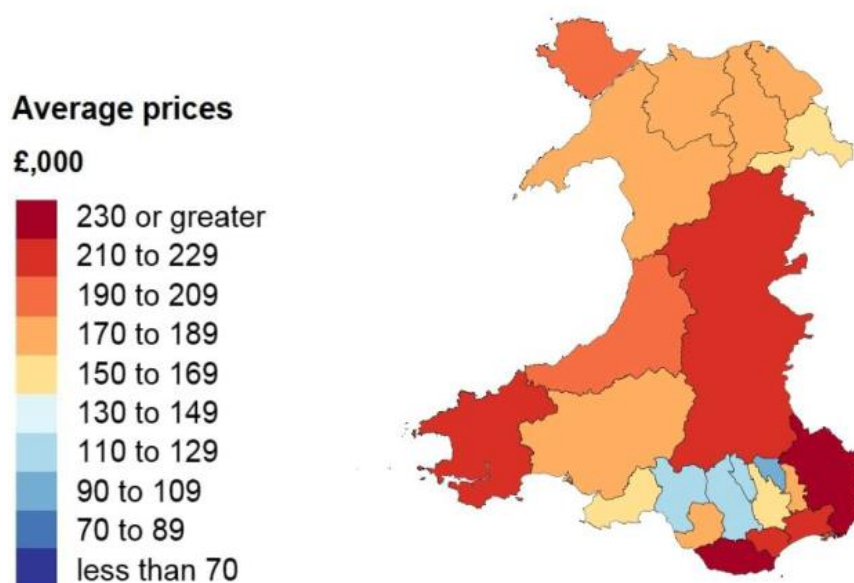 Average prices
£,000
230 or greater
210 to 229
190 to 209
170 to 189
150 to 169
130 to 149
110 to 129
90 to 109
70 to 89
less than 70